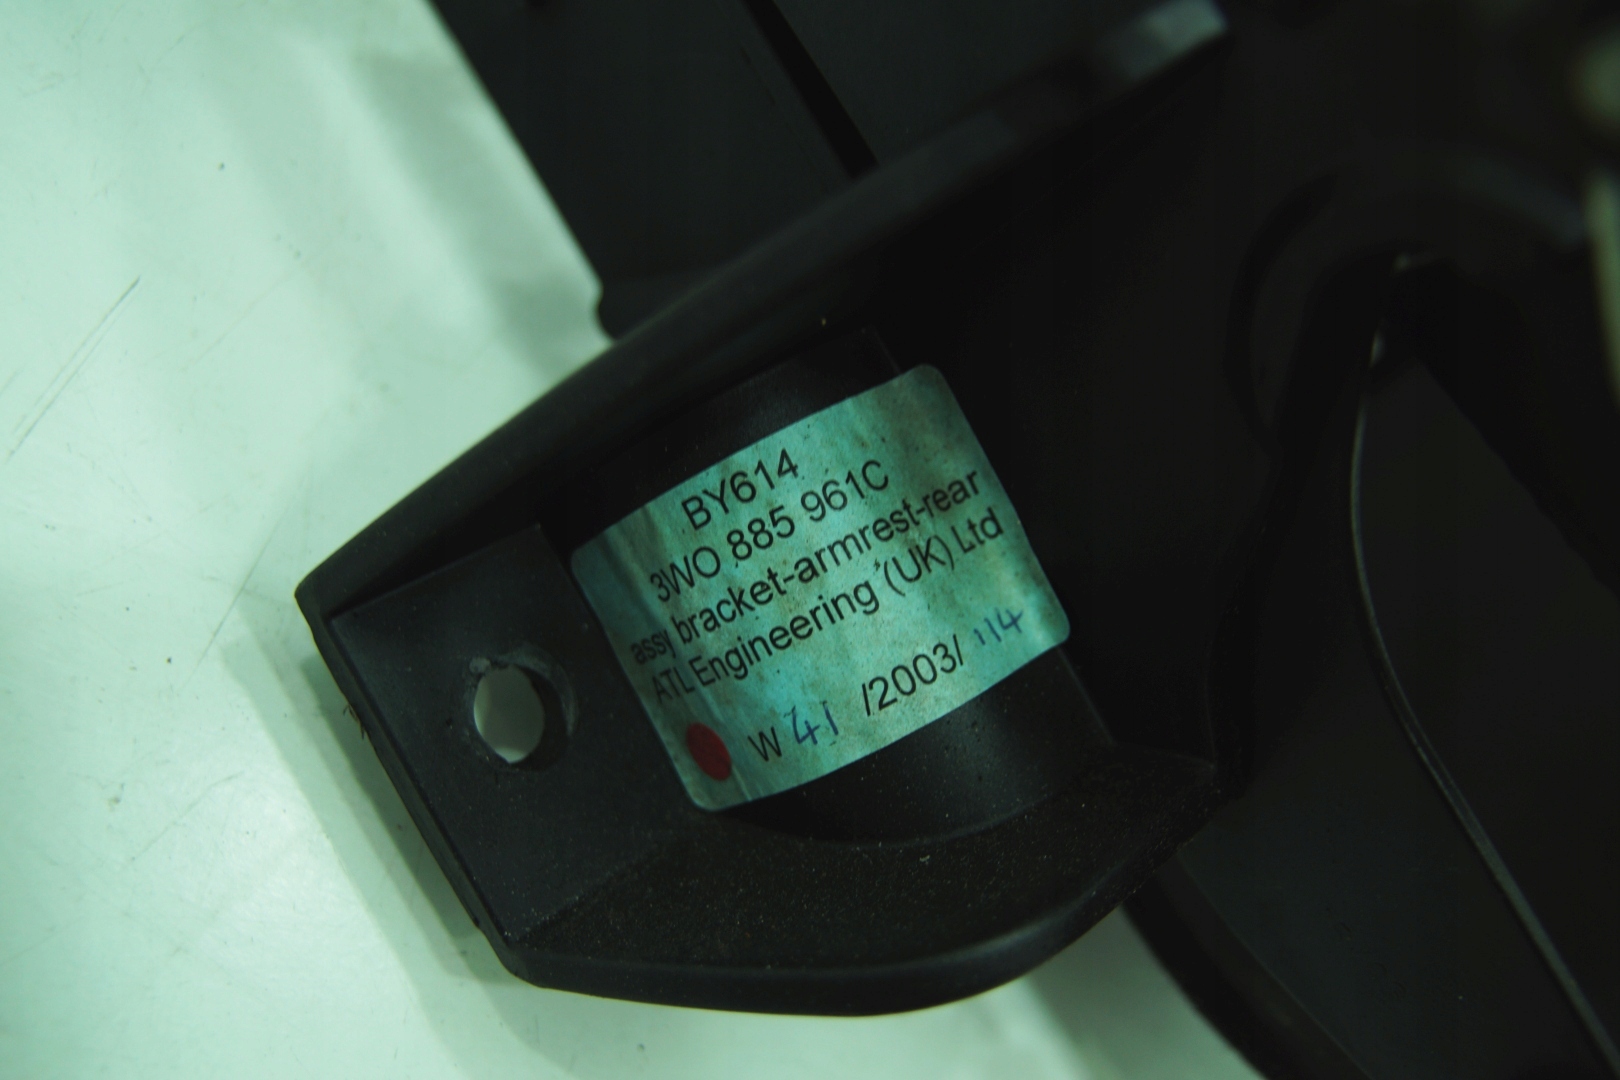 BY614
3WO 885 961C
assy bracket-armrest-rear
ATL Engineering (UK) Ltd
W 41 /2003/ 114